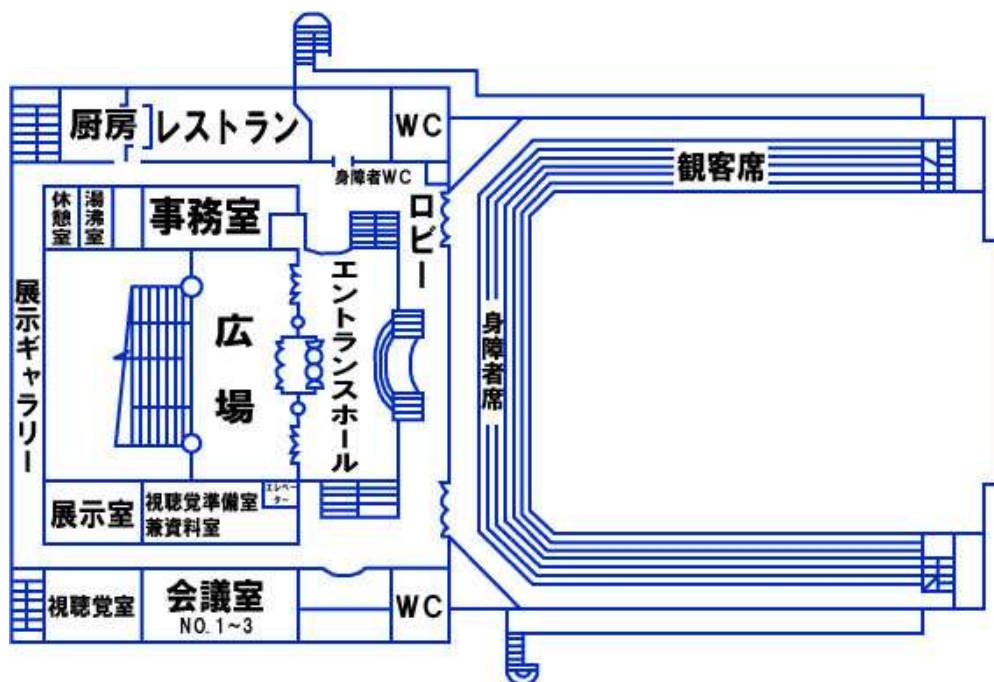 厨房
レストラン
WC
身障者WC
観客席
休憩室
湯沸室
事務室
ロビー
展示ギャラリー
広場
エントランスホール
身障者席
展示室
視聴覚準備室
兼資料室
エレベー
ター
視聴覚室
会議室
NO.1~3
WC